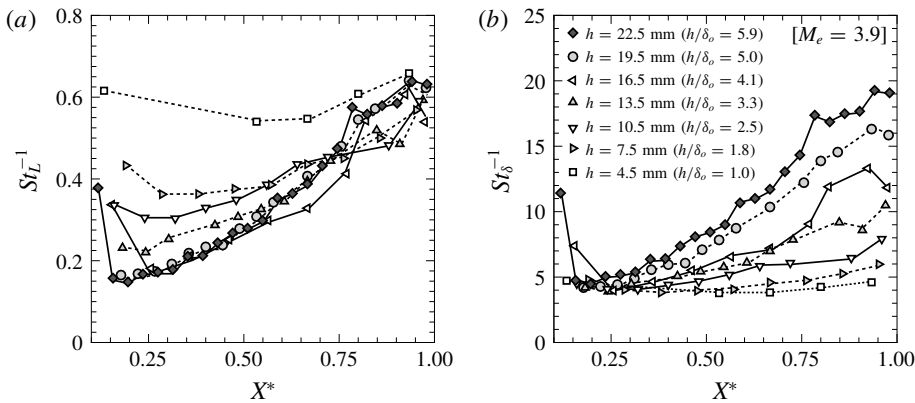 (a)
0.8
0.6
0.4
0.2
0
St_L^{-1}
0.25 0.50 0.75 1.00
X*
(b)
25
20
15
10
5
0
St_δ^{-1}
[M_e = 3.9]
h = 22.5 mm (h/δ_o = 5.9)
h = 19.5 mm (h/δ_o = 5.0)
h = 16.5 mm (h/δ_o = 4.1)
h = 13.5 mm (h/δ_o = 3.3)
h = 10.5 mm (h/δ_o = 2.5)
h = 7.5 mm (h/δ_o = 1.8)
h = 4.5 mm (h/δ_o = 1.0)
0.25 0.50 0.75 1.00
X*